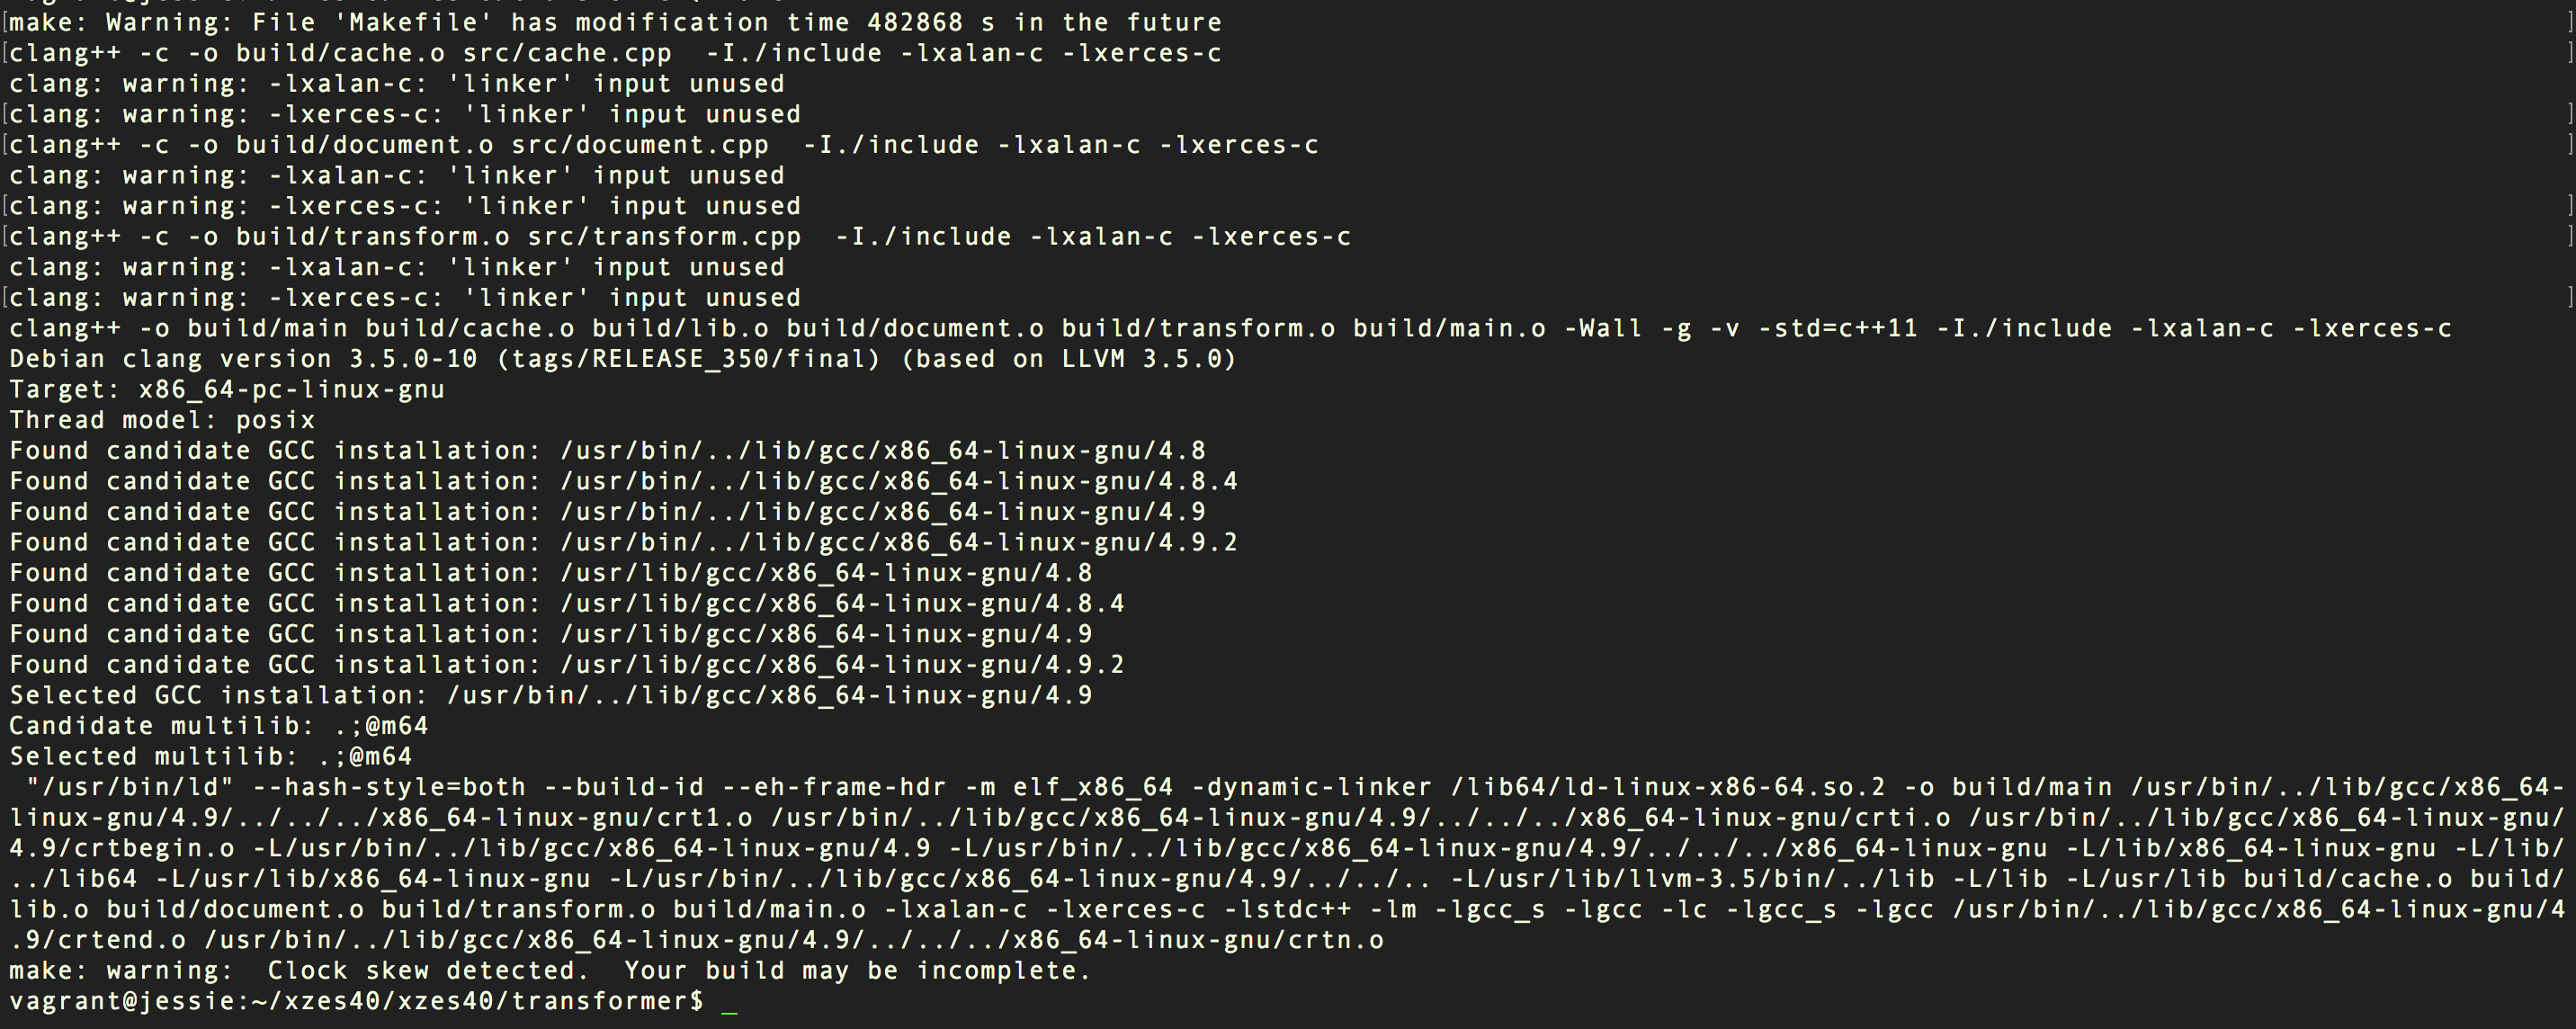 [make: Warning: File 'Makefile' has modification time 482868 s in the future ]
[clang++ -c -o build/cache.o src/cache.cpp  -I./include -lxalan-c -lxerces-c ]
clang: warning: -lxalan-c: 'linker' input unused
[clang: warning: -lxerces-c: 'linker' input unused ]
[clang++ -c -o build/document.o src/document.cpp  -I./include -lxalan-c -lxerces-c ]
clang: warning: -lxalan-c: 'linker' input unused
[clang: warning: -lxerces-c: 'linker' input unused ]
[clang++ -c -o build/transform.o src/transform.cpp  -I./include -lxalan-c -lxerces-c ]
clang: warning: -lxalan-c: 'linker' input unused
[clang: warning: -lxerces-c: 'linker' input unused ]
clang++ -o build/main build/cache.o build/lib.o build/document.o build/transform.o build/main.o -Wall -g -v -std=c++11 -I./include -lxalan-c -lxerces-c
Debian clang version 3.5.0-10 (tags/RELEASE_350/final) (based on LLVM 3.5.0)
Target: x86_64-pc-linux-gnu
Thread model: posix
Found candidate GCC installation: /usr/bin/../lib/gcc/x86_64-linux-gnu/4.8
Found candidate GCC installation: /usr/bin/../lib/gcc/x86_64-linux-gnu/4.8.4
Found candidate GCC installation: /usr/bin/../lib/gcc/x86_64-linux-gnu/4.9
Found candidate GCC installation: /usr/bin/../lib/gcc/x86_64-linux-gnu/4.9.2
Found candidate GCC installation: /usr/lib/gcc/x86_64-linux-gnu/4.8
Found candidate GCC installation: /usr/lib/gcc/x86_64-linux-gnu/4.8.4
Found candidate GCC installation: /usr/lib/gcc/x86_64-linux-gnu/4.9
Found candidate GCC installation: /usr/lib/gcc/x86_64-linux-gnu/4.9.2
Selected GCC installation: /usr/bin/../lib/gcc/x86_64-linux-gnu/4.9
Candidate multilib: .;@m64
Selected multilib: .;@m64
 "/usr/bin/ld" --hash-style=both --build-id --eh-frame-hdr -m elf_x86_64 -dynamic-linker /lib64/ld-linux-x86-64.so.2 -o build/main /usr/bin/../lib/gcc/x86_64-
linux-gnu/4.9/../../../x86_64-linux-gnu/crt1.o /usr/bin/../lib/gcc/x86_64-linux-gnu/4.9/../../../x86_64-linux-gnu/crti.o /usr/bin/../lib/gcc/x86_64-linux-gnu/
4.9/crtbegin.o -L/usr/bin/../lib/gcc/x86_64-linux-gnu/4.9 -L/usr/bin/../lib/gcc/x86_64-linux-gnu/4.9/../../../x86_64-linux-gnu -L/lib/x86_64-linux-gnu -L/lib/
../lib64 -L/usr/lib/x86_64-linux-gnu -L/usr/bin/../lib/gcc/x86_64-linux-gnu/4.9/../../.. -L/usr/lib/llvm-3.5/bin/../lib -L/lib -L/usr/lib build/cache.o build/
lib.o build/document.o build/transform.o build/main.o -lxalan-c -lxerces-c -lstdc++ -lm -lgcc_s -lgcc -lc -lgcc_s -lgcc /usr/bin/../lib/gcc/x86_64-linux-gnu/4
.9/crtend.o /usr/bin/../lib/gcc/x86_64-linux-gnu/4.9/../../../x86_64-linux-gnu/crtn.o
make: warning:  Clock skew detected.  Your build may be incomplete.
vagrant@jessie:~/xzes40/xzes40/transformer$ _